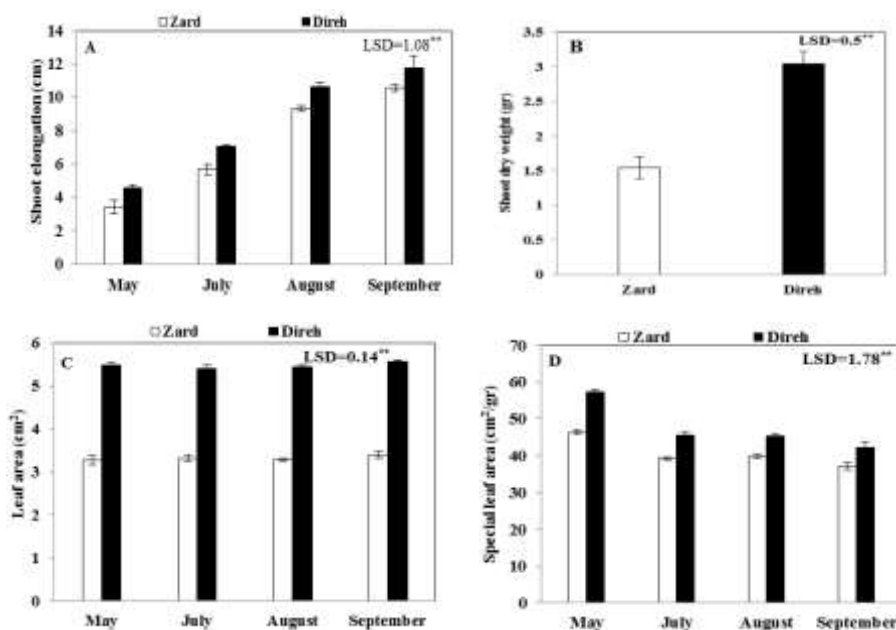 Zard Direh
A LSD=1.08**
Shoot elongation (cm)
14
12
10
8
6
4
2
0
May July August September
B LSD=0.5**
Shoot dry weight (gr)
3.5
3
2.5
2
1.5
1
0.5
0
Zard Direh
Zard Direh
C LSD=0.14**
Leaf area (cm²)
6
5
4
3
2
1
0
May July August September
Zard Direh
D LSD=1.78**
Special leaf area (cm²/gr)
70
60
50
40
30
20
10
0
May July August September